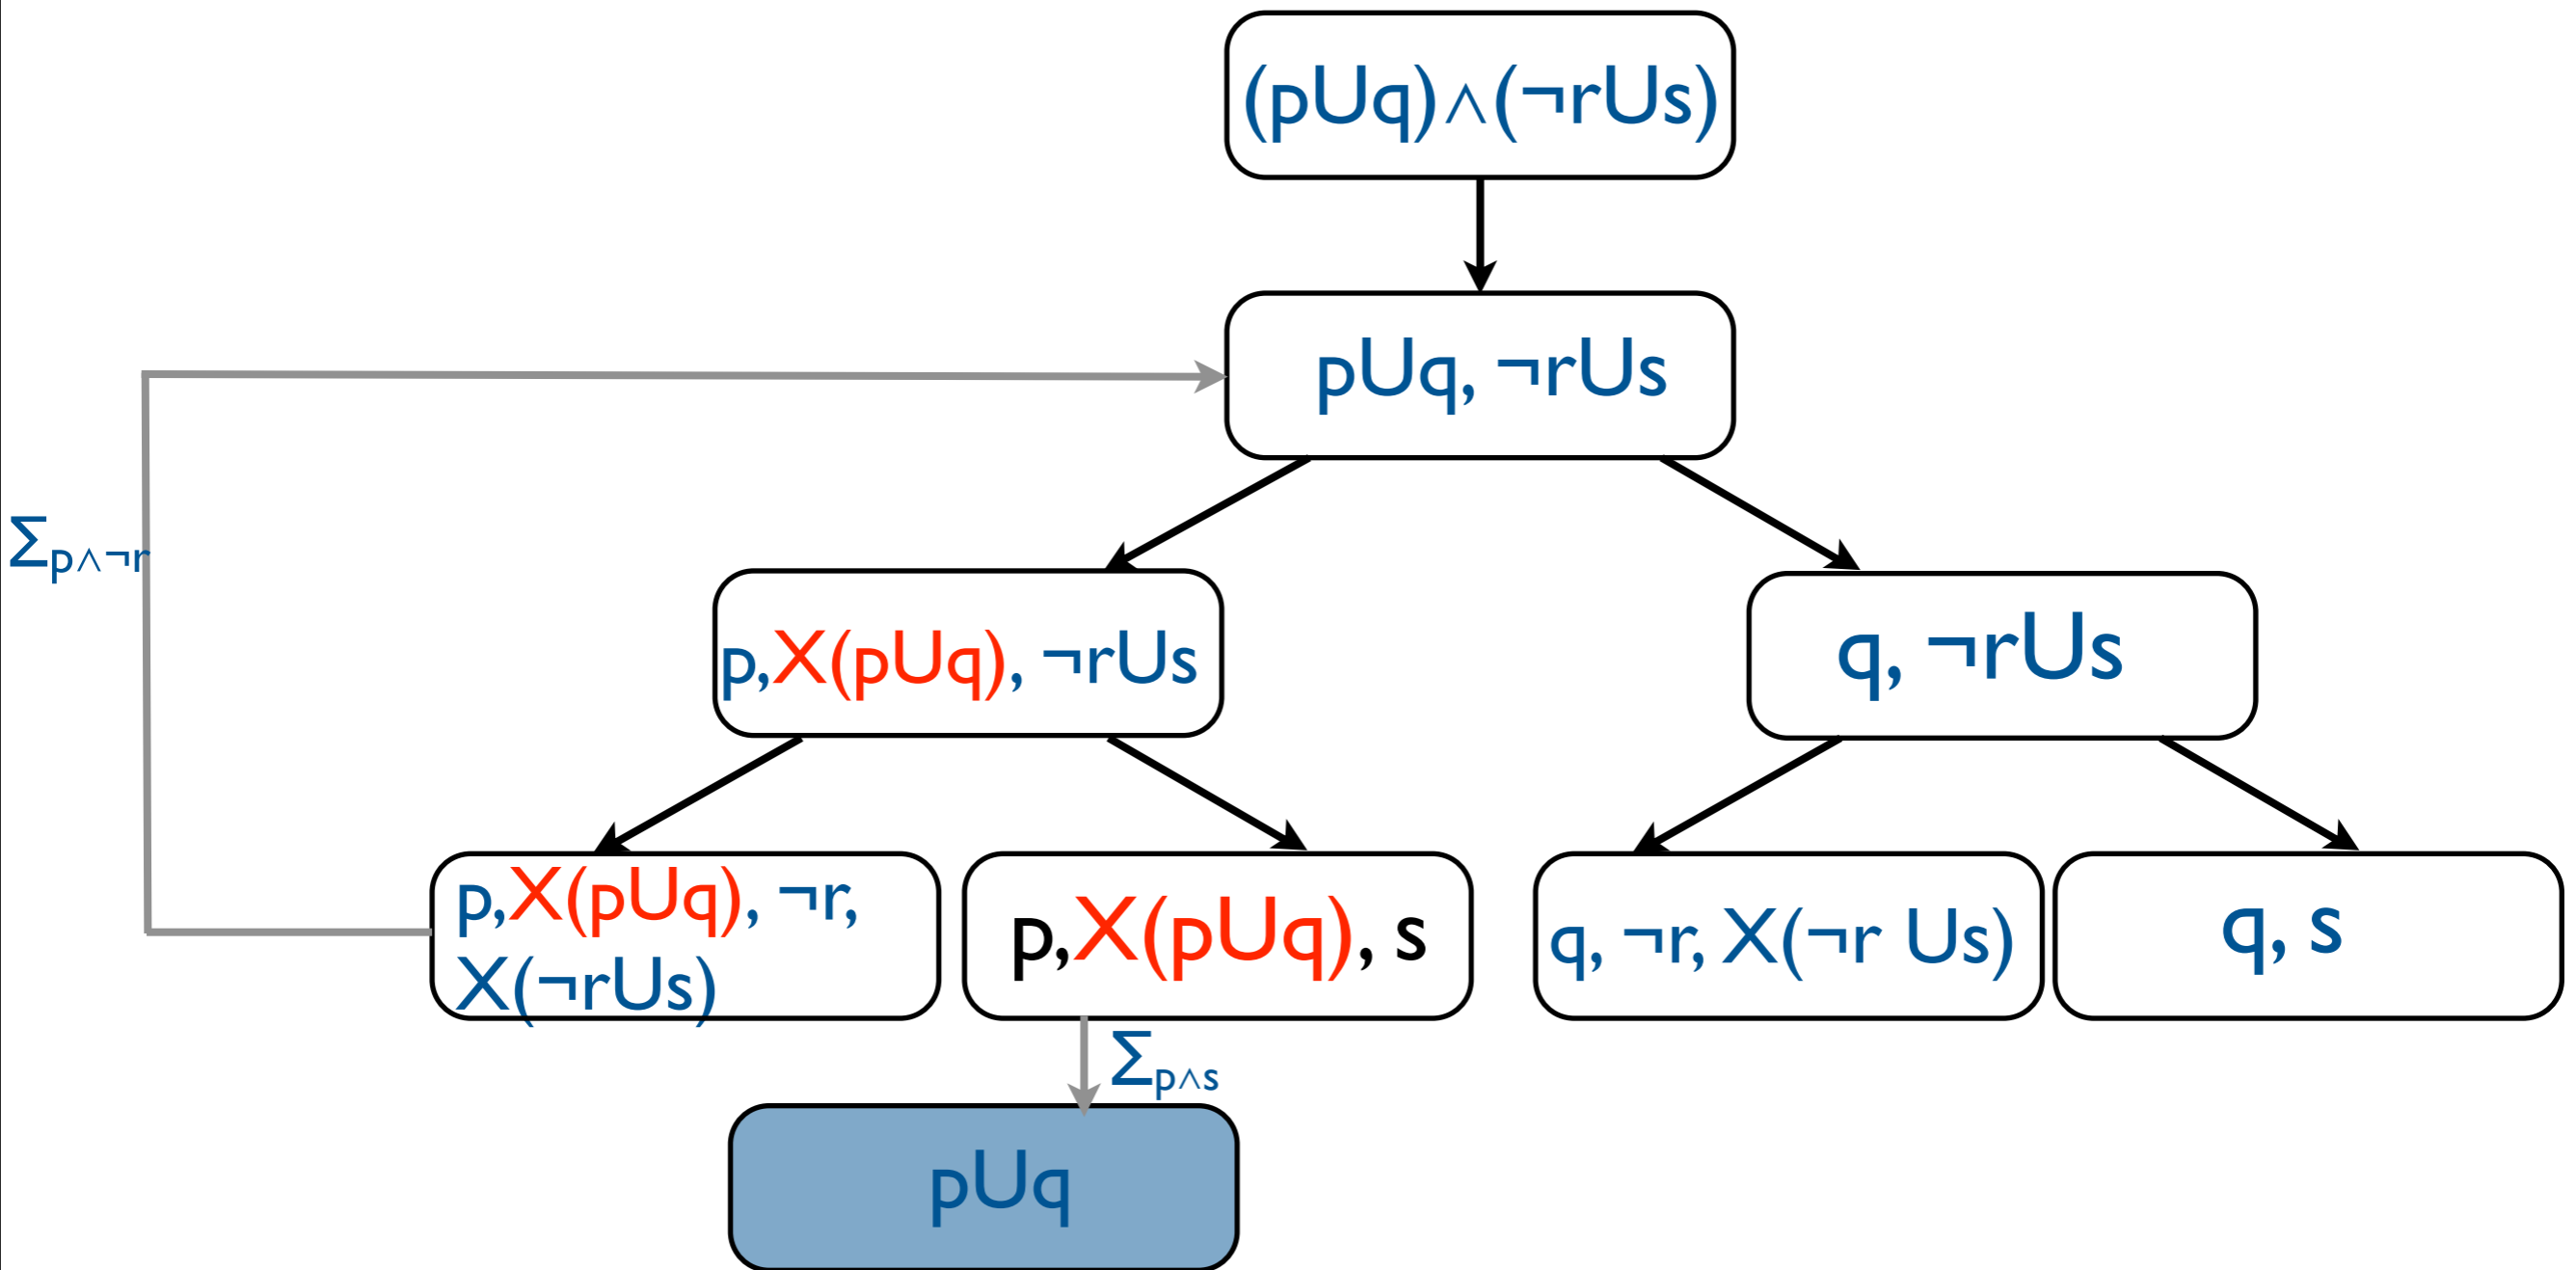 (pUq)∧(¬rUs)
pUq, ¬rUs
Σp∧¬r
p,X(pUq), ¬rUs
q, ¬rUs
p,X(pUq), ¬r,
X(¬rUs)
p,X(pUq), s
q, ¬r, X(¬r Us)
q, s
Σp∧s
pUq